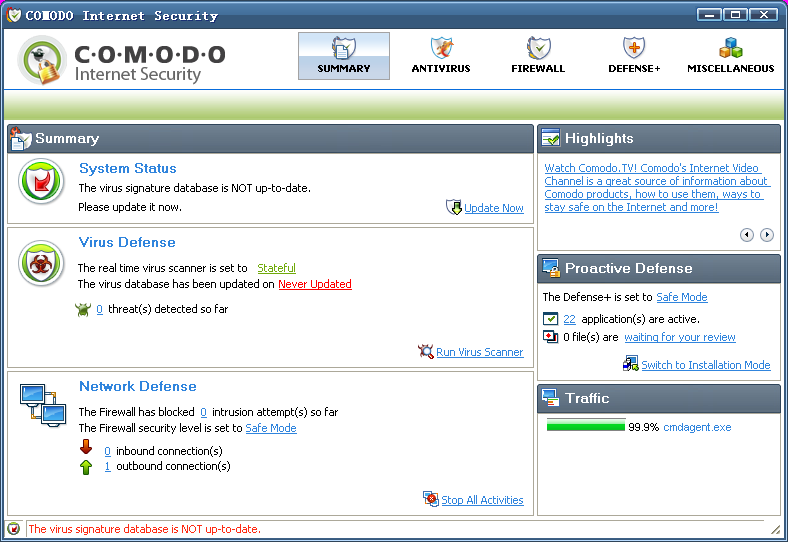 COMODO Internet Security
C·O·M·O·D·O
Internet Security
SUMMARY
ANTIVIRUS
FIREWALL
DEFENSE+
MISCELLANEOUS
Summary
System Status
The virus signature database is NOT up-to-date.
Please update it now.
Update Now
Virus Defense
The real time virus scanner is set to Stateful
The virus database has been updated on Never Updated
0 threat(s) detected so far
Run Virus Scanner
Network Defense
The Firewall has blocked 0 intrusion attempt(s) so far
The Firewall security level is set to Safe Mode
0 inbound connection(s)
1 outbound connection(s)
Stop All Activities
Highlights
Watch Comodo.TV! Comodo's Internet Video
Channel is a great source of information about
Comodo products, how to use them, ways to
stay safe on the Internet and more!
Proactive Defense
The Defense+ is set to Safe Mode
22 application(s) are active.
0 file(s) are waiting for your review
Switch to Installation Mode
Traffic
99.9% cmdagent.exe
The virus signature database is NOT up-to-date.